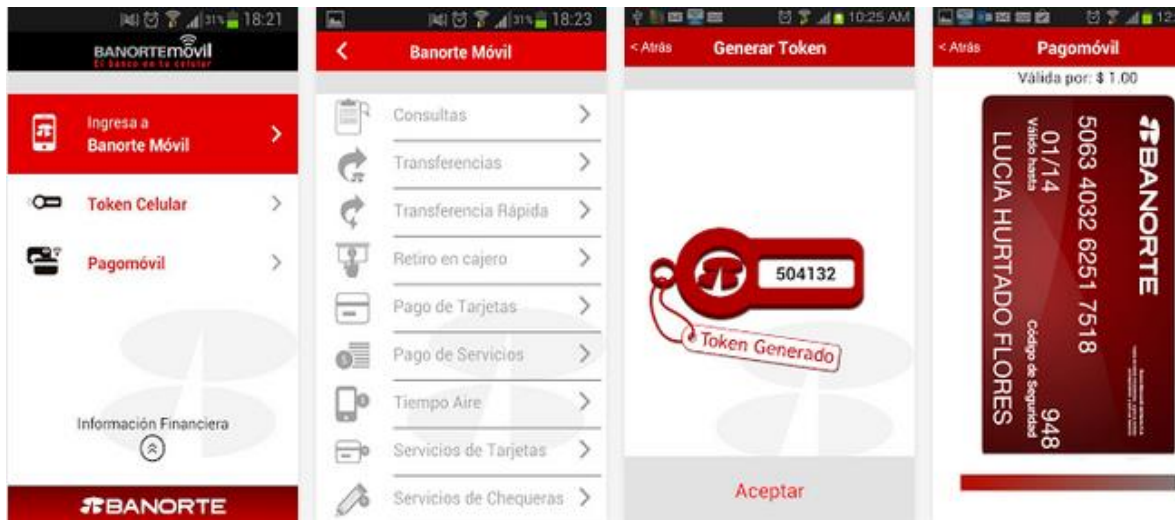 31% 18:21
BANORTEmóvil
El banco en tu celular
Ingresa a
Banorte Móvil
Token Celular
Pagomóvil
Información Financiera
BANORTE
31% 18:23
Banorte Móvil
Consultas
Transferencias
Transferencia Rápida
Retiro en cajero
Pago de Tarjetas
Pago de Servicios
Tiempo Aire
Servicios de Tarjetas
Servicios de Chequeras
10:25 AM
< Atrás Generar Token
504132
Token Generado
Aceptar
12:
< Atrás Pagomóvil
Válida por: $ 1.00
BANORTE
5063 4032 6251 7518
01/14
Válido hasta
Código de Seguridad
948
LUCIA HURTADO FLORES